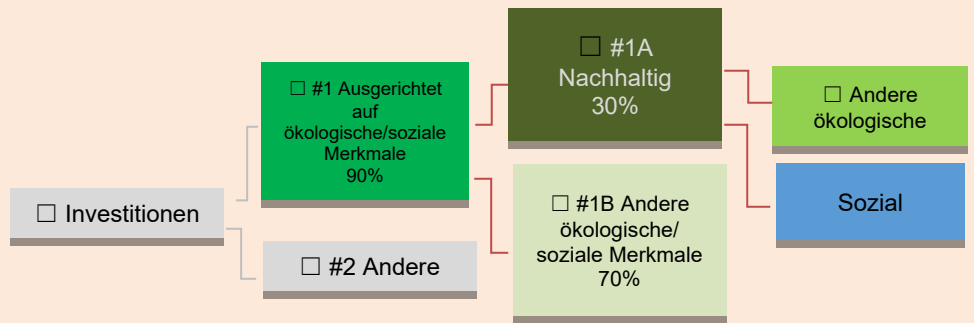 ☐ Investitionen
☐ #1 Ausgerichtet
auf
ökologische/soziale
Merkmale
90%
☐ #2 Andere
☐ #1A
Nachhaltig
30%
☐ #1B Andere
ökologische/
soziale Merkmale
70%
☐ Andere
ökologische
Sozial